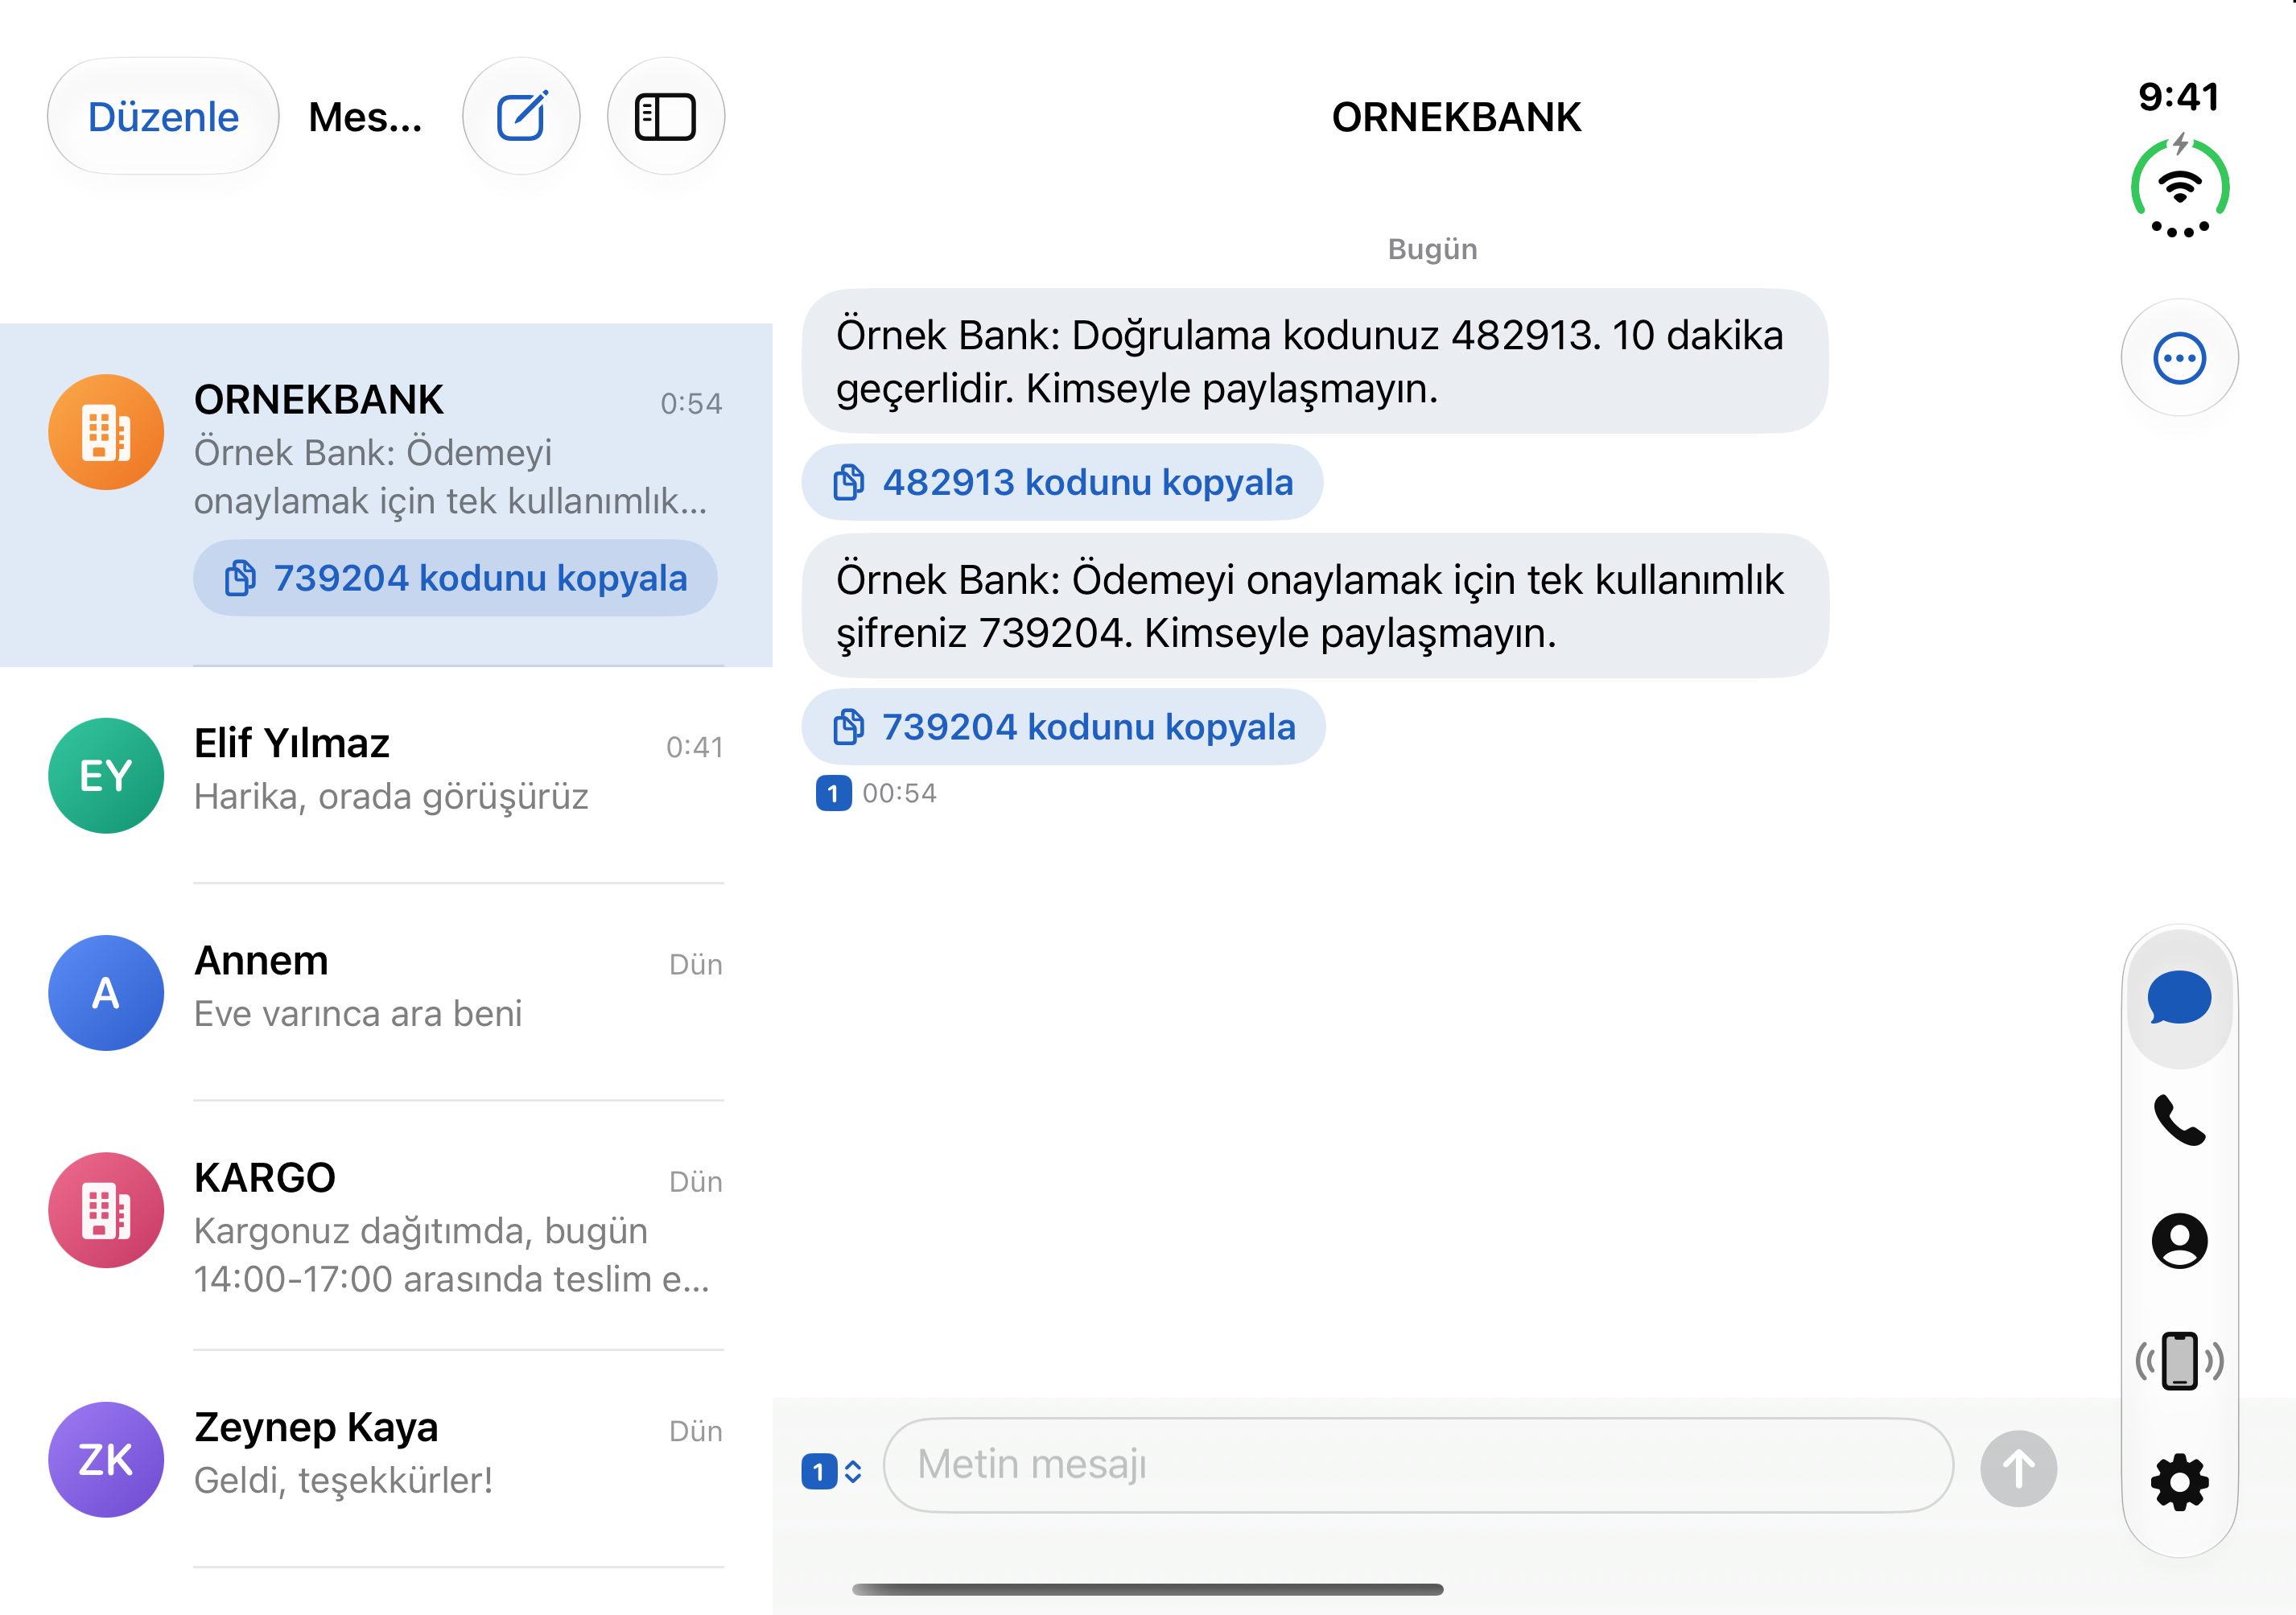 Düzenle
Mes...
ORNEKBANK
0:54
Örnek Bank: Ödemeyi
onaylamak için tek kullanımlık...
739204 kodunu kopyala
EY
Elif Yılmaz
0:41
Harika, orada görüşürüz
A
Annem
Dün
Eve varınca ara beni
KARGO
Dün
Kargonuz dağıtımda, bugün
14:00-17:00 arasında teslim e...
ZK
Zeynep Kaya
Dün
Geldi, teşekkürler!
ORNEKBANK
Bugün
Örnek Bank: Doğrulama kodunuz 482913. 10 dakika
geçerlidir. Kimseyle paylaşmayın.
482913 kodunu kopyala
Örnek Bank: Ödemeyi onaylamak için tek kullanımlık
şifreniz 739204. Kimseyle paylaşmayın.
739204 kodunu kopyala
1 00:54
1
Metin mesajı
9:41